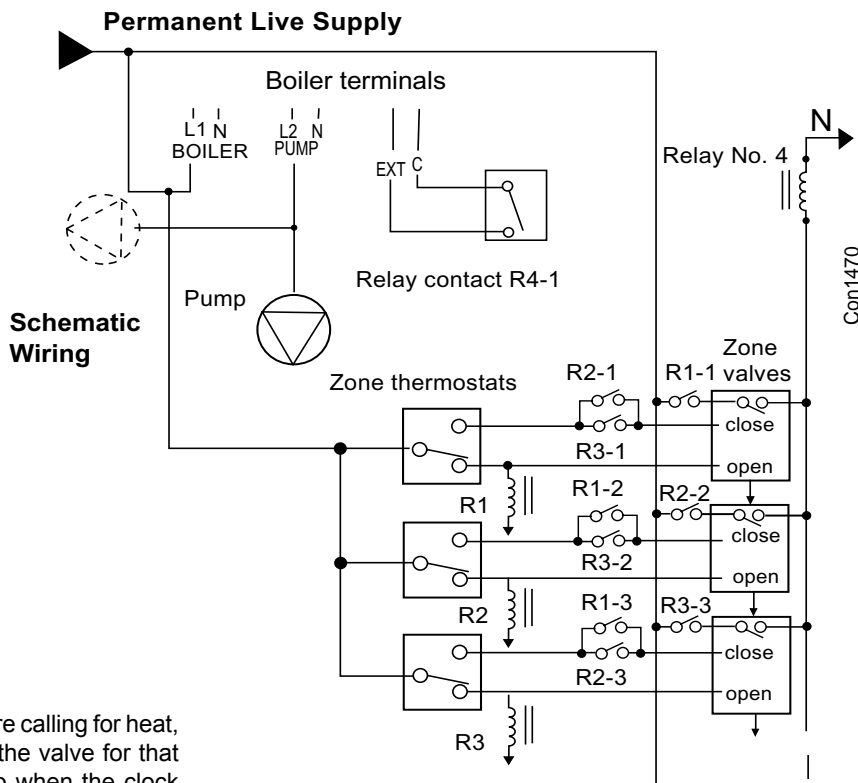 Permanent Live Supply
Boiler terminals
L1 N
BOILER
L2 N
PUMP
EXT C
N
Relay No. 4
Relay contact R4-1
Con1470
Pump
Schematic
Wiring
Zone thermostats
R2-1
R1-1
Zone
valves
close
R3-1
open
R1
R1-2
R2-2
close
R3-2
open
R2
R1-3
R3-3
close
R2-3
open
R3
re calling for heat,
the valve for that
when the clock